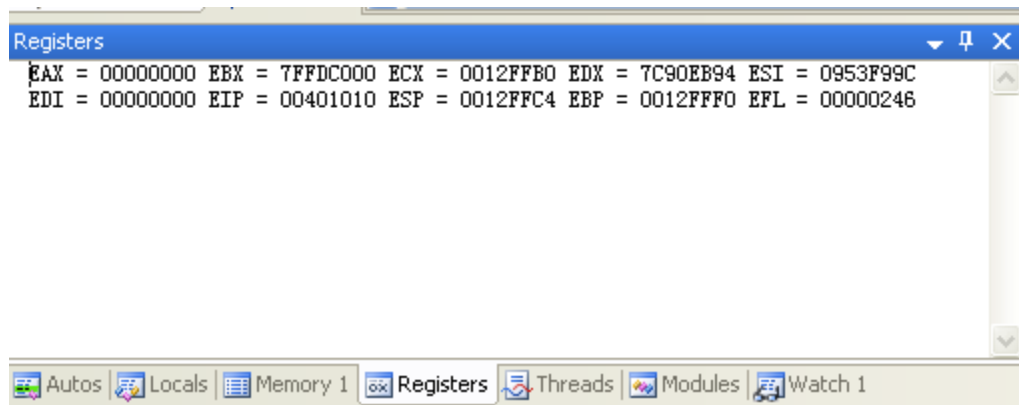 Registers
EAX = 00000000 EBX = 7FFDC000 ECX = 0012FFB0 EDX = 7C90EB94 ESI = 0953F99C
EDI = 00000000 EIP = 00401010 ESP = 0012FFC4 EBP = 0012FFF0 EFL = 00000246
Autos Locals Memory 1 Registers Threads Modules Watch 1